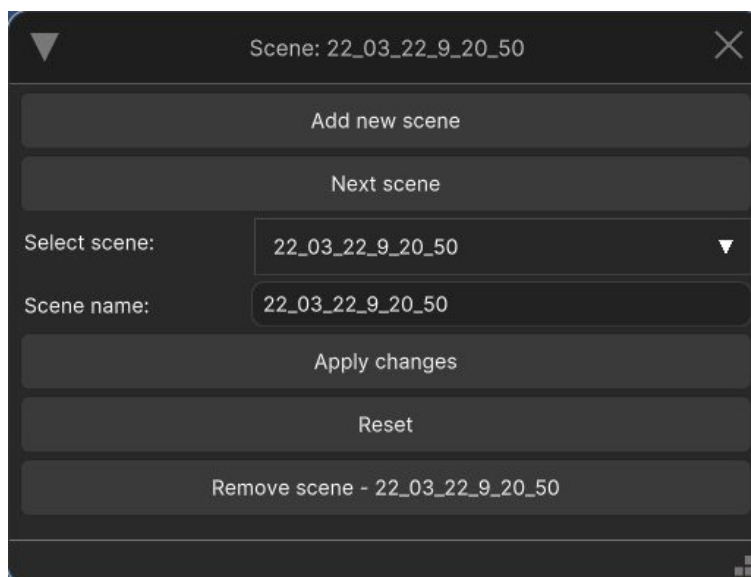 Scene: 22_03_22_9_20_50
Add new scene
Next scene
Select scene: 22_03_22_9_20_50
Scene name: 22_03_22_9_20_50
Apply changes
Reset
Remove scene - 22_03_22_9_20_50